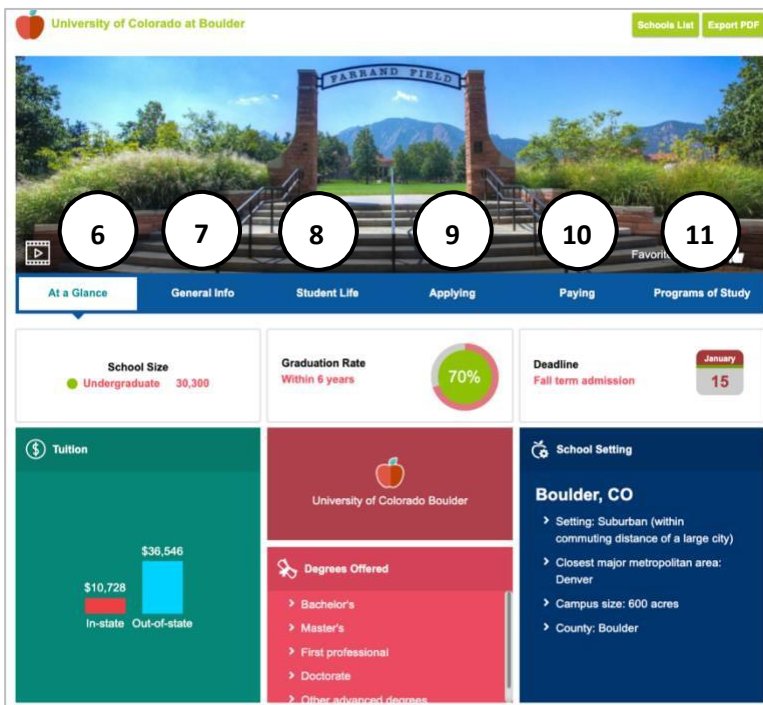 University of Colorado at Boulder
Schools List
Export PDF
FARRAND FIELD
6
7
8
9
10
11
At a Glance
General Info
Student Life
Applying
Paying
Programs of Study
School Size
Undergraduate 30,300
Graduation Rate
Within 6 years
70%
Deadline
Fall term admission
January
15
Tuition
$36,546
$10,728
In-state Out-of-state
University of Colorado Boulder
Degrees Offered
> Bachelor's
> Master's
> First professional
> Doctorate
> Other advanced degrees
School Setting
Boulder, CO
> Setting: Suburban (within
commuting distance of a large city)
> Closest major metropolitan area:
Denver
> Campus size: 600 acres
> County: Boulder